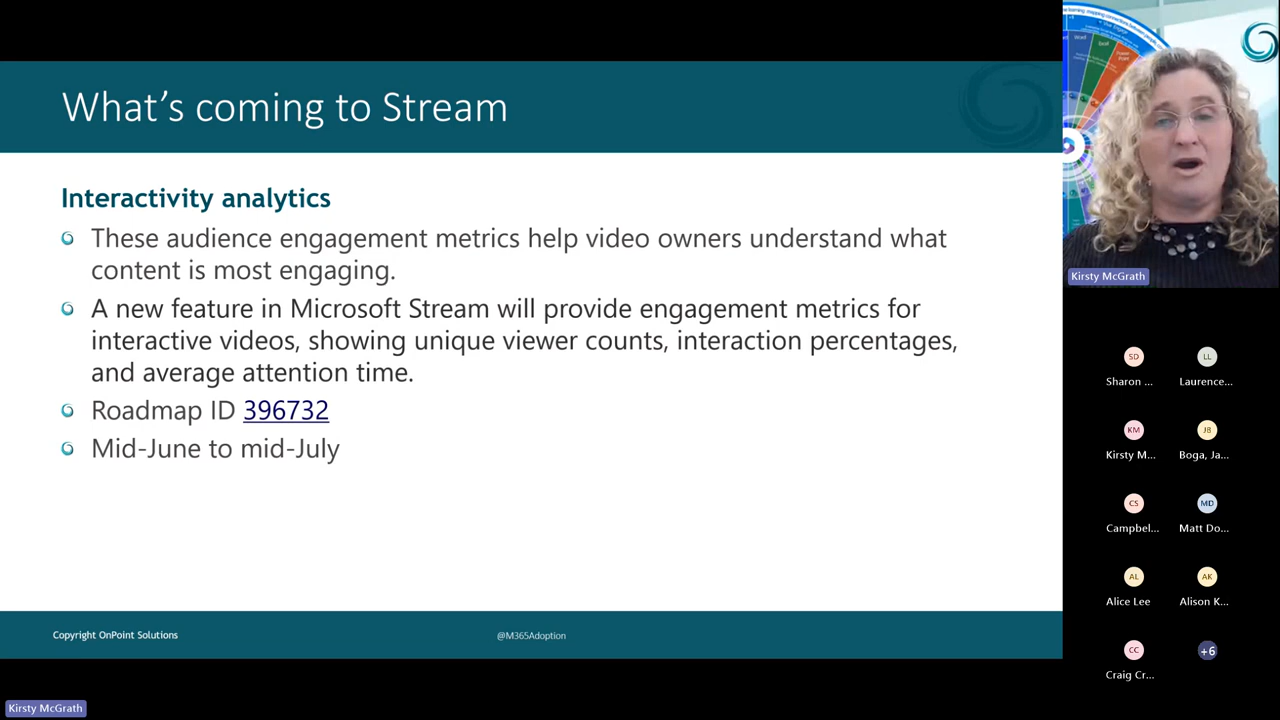 What's coming to Stream
Interactivity analytics
These audience engagement metrics help video owners understand what
content is most engaging.
A new feature in Microsoft Stream will provide engagement metrics for
interactive videos, showing unique viewer counts, interaction percentages,
and average attention time.
Roadmap ID 396732
Mid-June to mid-July
Copyright OnPoint Solutions
@M365Adoption
Kirsty McGrath
Word
Excel
Power
Point
Kirsty McGrath
SD
LL
Sharon ...
Laurence...
KM
JB
Kirsty M...
Boga, Ja...
CS
MD
Campbel...
Matt Do...
AL
AK
Alice Lee
Alison K...
CC
+6
Craig Cr...